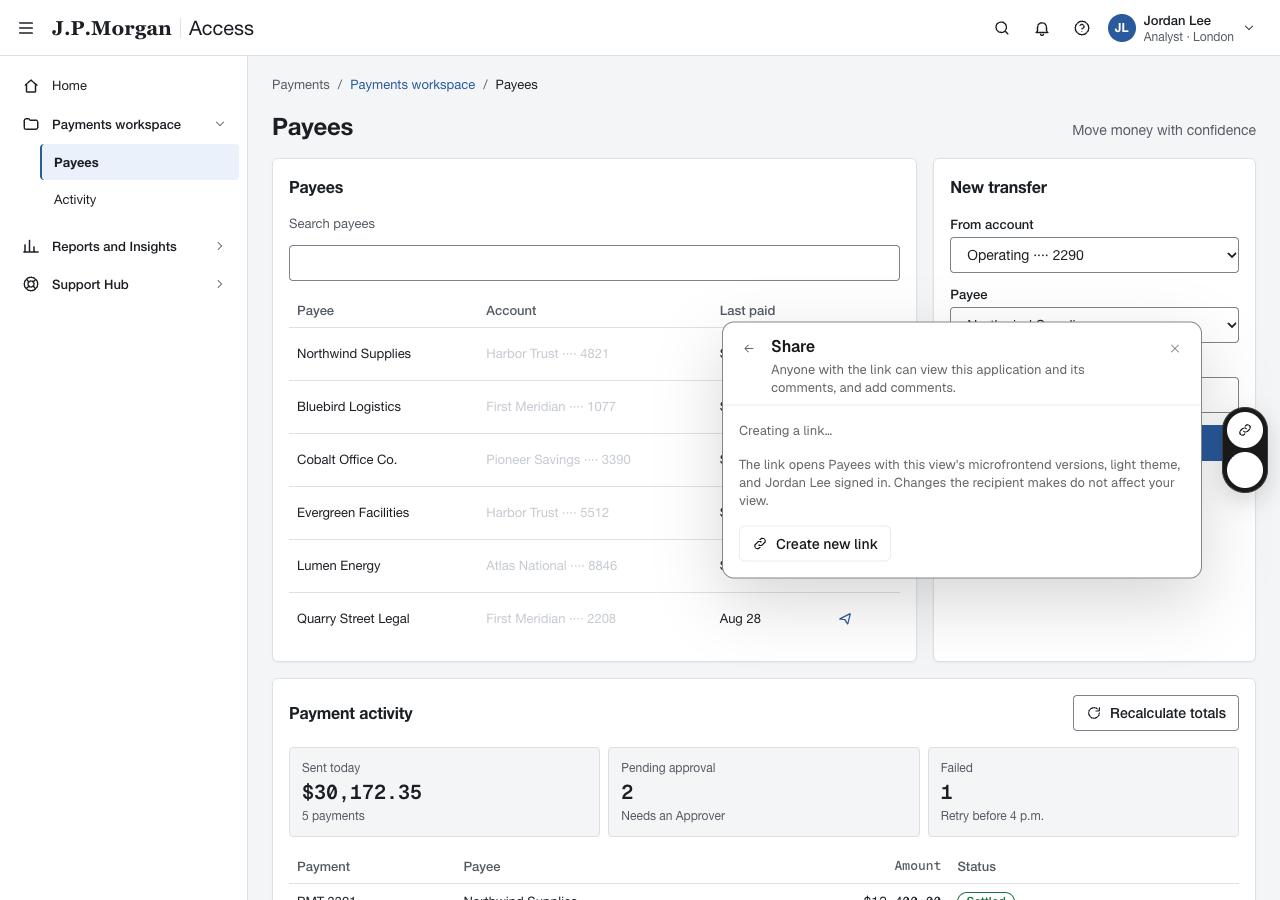 J.P.Morgan Access
JL
Jordan Lee
Analyst · London
Home
Payments workspace
Payees
Activity
Reports and Insights
Support Hub
Payments / Payments workspace / Payees
Payees
Move money with confidence
Payees
Search payees
Payee Account Last paid
Northwind Supplies Harbor Trust ···· 4821
Bluebird Logistics First Meridian ···· 1077
Cobalt Office Co. Pioneer Savings ···· 3390
Evergreen Facilities Harbor Trust ···· 5512
Lumen Energy Atlas National ···· 8846
Quarry Street Legal First Meridian ···· 2208 Aug 28
New transfer
From account
Operating ···· 2290
Payee
Share
Anyone with the link can view this application and its
comments, and add comments.
Creating a link…
The link opens Payees with this view's microfrontend versions, light theme,
and Jordan Lee signed in. Changes the recipient makes do not affect your
view.
Create new link
Payment activity
Recalculate totals
Sent today
$30,172.35
5 payments
Pending approval
2
Needs an Approver
Failed
1
Retry before 4 p.m.
Payment Payee Amount Status
Northwind Supplies Settled